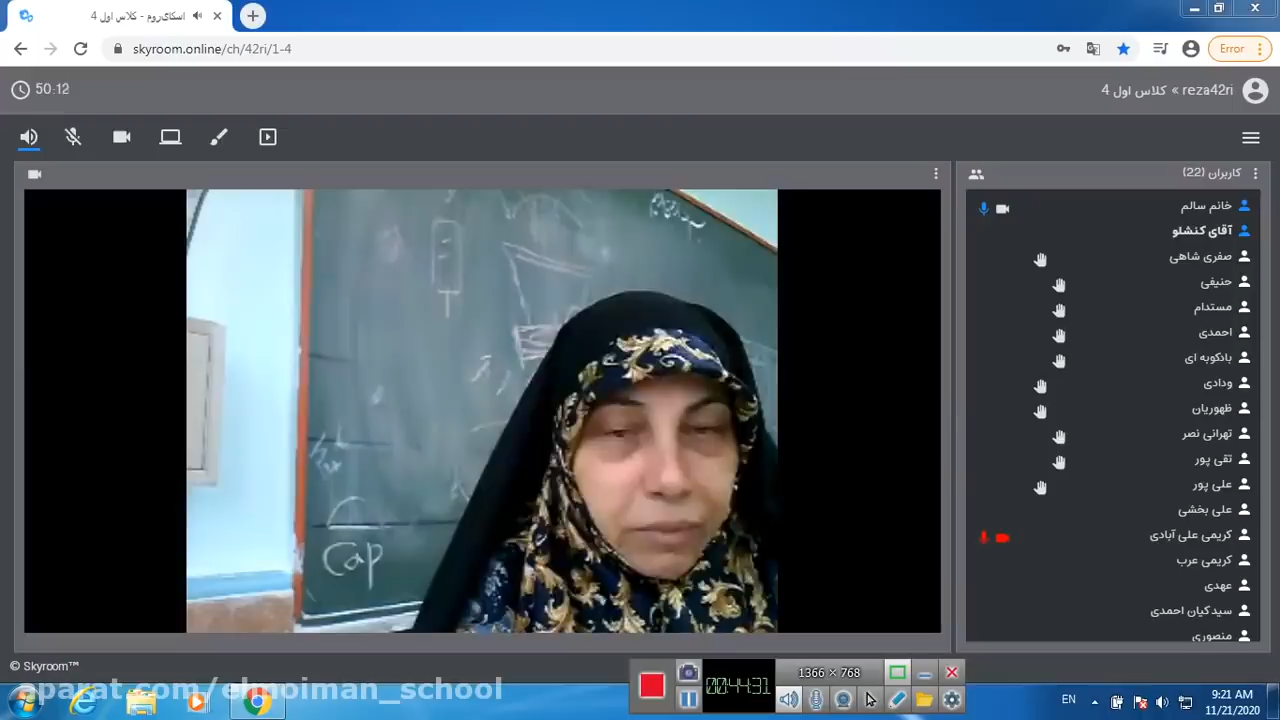 اسکای‌روم - کلاس اول 4
skyroom.online/ch/42ri/1-4
Error
50:12
reza42ri » کلاس اول 4
کاربران (22)
خانم سالم
آقای کنشلو
صفری شاهی
حنیفی
مستدام
احمدی
بادکوبه ای
ودادی
ظهوریان
تهرانی نصر
تقی پور
علی پور
علی بخشی
کریمی علی آبادی
کریمی عرب
عهدی
سیدکیان احمدی
منصوری
Cap
hat
© Skyroom™
1366 × 768
00:44:31
aparat.com/elmoiman_school
EN
9:21 AM
11/21/2020